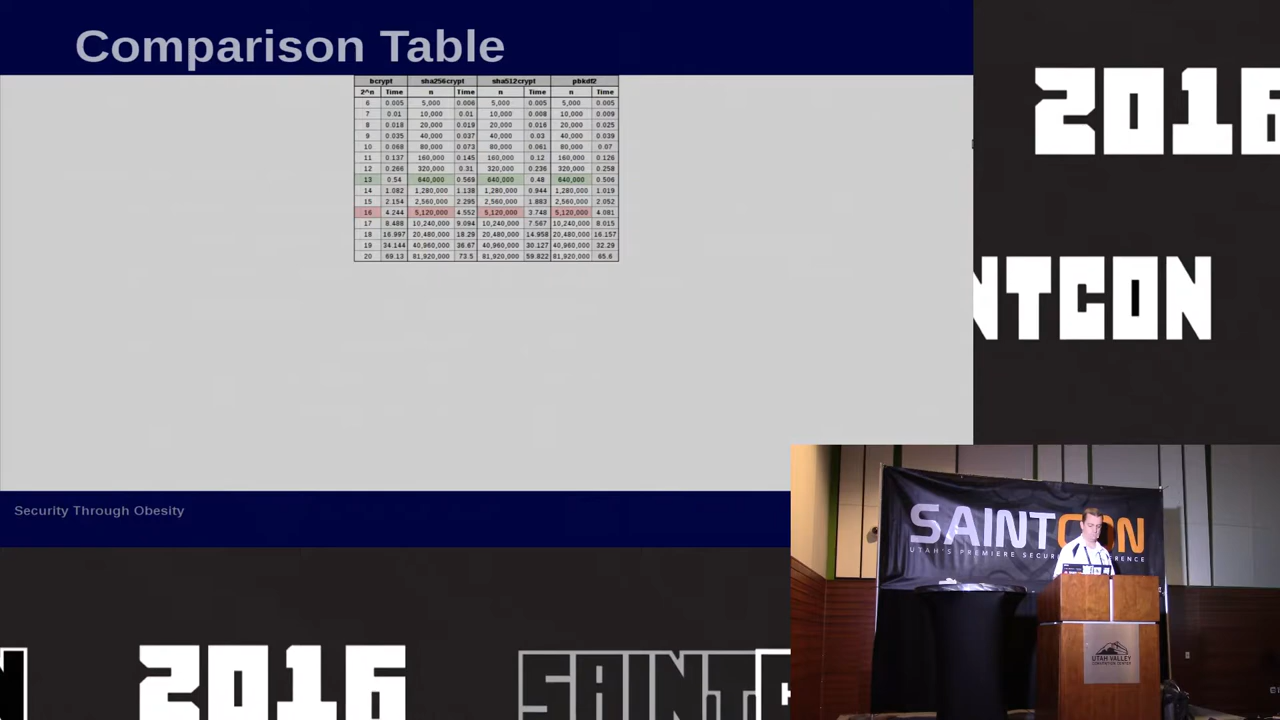 Comparison Table
bcrypt sha256crypt sha512crypt pbkdf2
2^n Time n Time n Time n Time
6 0.005 5,000 0.006 5,000 0.005 5,000 0.005
7 0.01 10,000 0.01 10,000 0.008 10,000 0.009
8 0.018 20,000 0.019 20,000 0.016 20,000 0.025
9 0.035 40,000 0.037 40,000 0.03 40,000 0.039
10 0.068 80,000 0.073 80,000 0.061 80,000 0.07
11 0.137 160,000 0.145 160,000 0.12 160,000 0.126
12 0.266 320,000 0.31 320,000 0.236 320,000 0.258
13 0.54 640,000 0.569 640,000 0.48 640,000 0.506
14 1.082 1,280,000 1.138 1,280,000 0.944 1,280,000 1.019
15 2.154 2,560,000 2.295 2,560,000 1.883 2,560,000 2.052
16 4.244 5,120,000 4.552 5,120,000 3.748 5,120,000 4.081
17 8.488 10,240,000 9.094 10,240,000 7.567 10,240,000 8.015
18 16.997 20,480,000 18.29 20,480,000 14.958 20,480,000 16.157
19 34.144 40,960,000 36.67 40,960,000 30.127 40,960,000 32.29
20 69.13 81,920,000 73.5 81,920,000 59.822 81,920,000 65.6
Security Through Obesity
2016
NTCON
SAINTCON
UTAH'S PREMIERE SECUR ERENCE
UTAH VALLEY
CONVENTION CENTER
N 2016 SAINTC